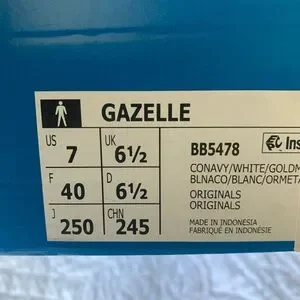 GAZELLE
US UK
7 6½
BB5478
F D
40 6½
CONAVY/WHITE/GOLDM
BLNACO/BLANC/ORMETA
J CHN
250 245
ORIGINALS
ORIGINALS
MADE IN INDONESIA
FABRIQUÉ EN INDONÉSIE